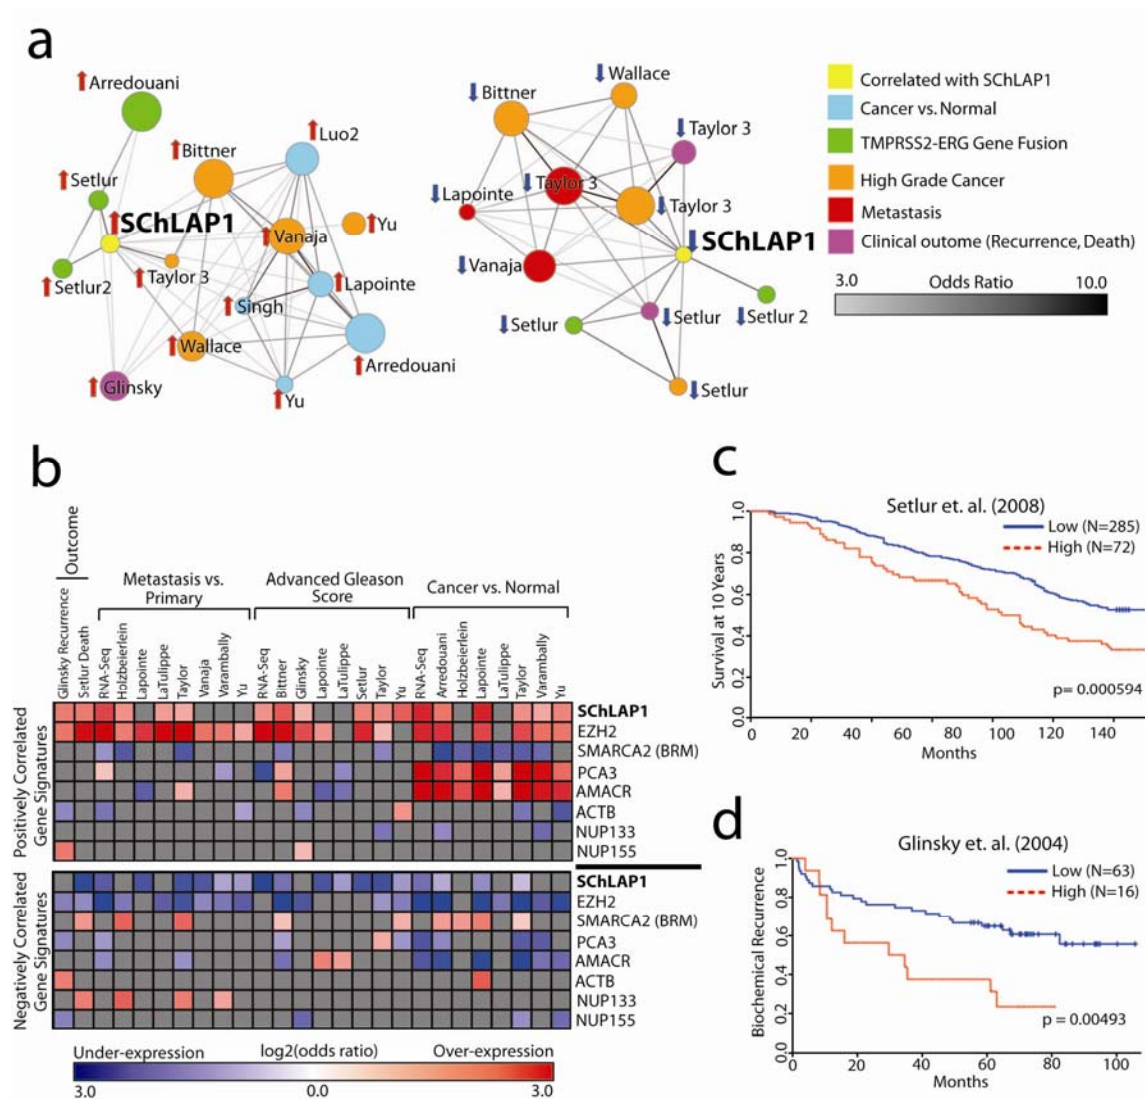 a
Arredouani
Luo2
Bittner
Setlur
SChLAP1
Yu
Vanaja
Setlur2
Taylor 3
Lapointe
Singh
Wallace
Arredouani
Glinsky
Yu
Wallace
Bittner
Taylor 3
Taylor 3
Lapointe
Taylor 3
SChLAP1
Vanaja
Setlur
Setlur
Setlur 2
Setlur
Correlated with SChLAP1
Cancer vs. Normal
TMPRSS2-ERG Gene Fusion
High Grade Cancer
Metastasis
Clinical outcome (Recurrence, Death)
3.0 Odds Ratio 10.0
b
Outcome
Metastasis vs.
Primary
Advanced Gleason
Score
Cancer vs. Normal
Glinsky Recurrence
Setlur Death
RNA-Seq
Holzbeierlein
Lapointe
LaTulippe
Taylor
Vanaja
Varambally
Yu
RNA-Seq
Bittner
Glinsky
Lapointe
LaTulippe
Setlur
Taylor
Yu
RNA-Seq
Arredouani
Holzbeierlein
Lapointe
LaTulippe
Taylor
Varambally
Yu
Positively Correlated
Gene Signatures
SChLAP1
EZH2
SMARCA2 (BRM)
PCA3
AMACR
ACTB
NUP133
NUP155
Negatively Correlated
Gene Signatures
SChLAP1
EZH2
SMARCA2 (BRM)
PCA3
AMACR
ACTB
NUP133
NUP155
Under-expression log2(odds ratio) Over-expression
3.0 0.0 3.0
c
Setlur et. al. (2008)
Low (N=285)
High (N=72)
Survival at 10 Years
1.0
0.8
0.6
0.4
0.2
0.0
p= 0.000594
0 20 40 60 80 100 120 140
Months
d
Glinsky et. al. (2004)
Low (N=63)
High (N=16)
Biochemical Recurrence
1.0
0.8
0.6
0.4
0.2
0.0
p = 0.00493
0 20 40 60 80 100
Months